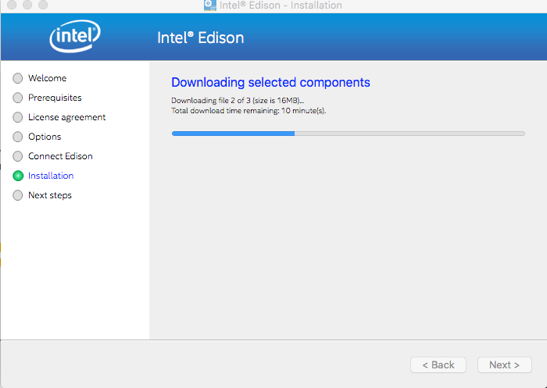 Intel® Edison - Installation
intel®
Intel® Edison
Welcome
Prerequisites
License agreement
Options
Connect Edison
Installation
Next steps
Downloading selected components
Downloading file 2 of 3 (size is 16MB)...
Total download time remaining: 10 minute(s).
< Back
Next >